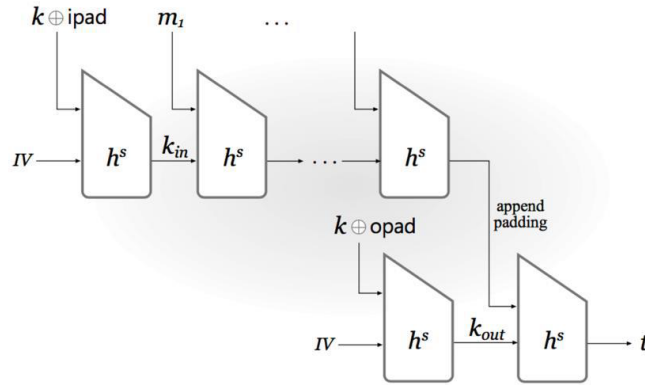 k ⊕ ipad m₁ . . .
IV hˢ k_in hˢ . . . hˢ
append
padding
k ⊕ opad
IV hˢ k_out hˢ t